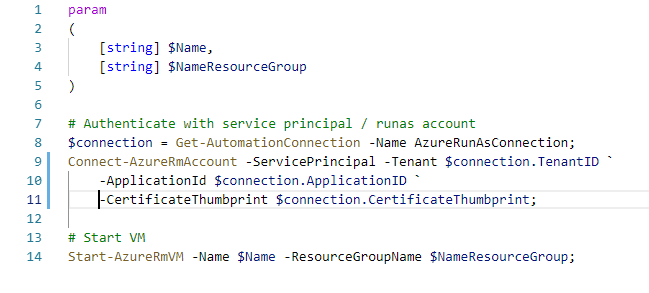 1 param
2 (
3 [string] $Name,
4 [string] $NameResourceGroup
5 )
6
7 # Authenticate with service principal / runas account
8 $connection = Get-AutomationConnection -Name AzureRunAsConnection;
9 Connect-AzureRmAccount -ServicePrincipal -Tenant $connection.TenantID `
10 -ApplicationId $connection.ApplicationID `
11 -CertificateThumbprint $connection.CertificateThumbprint;
12
13 # Start VM
14 Start-AzureRmVM -Name $Name -ResourceGroupName $NameResourceGroup;